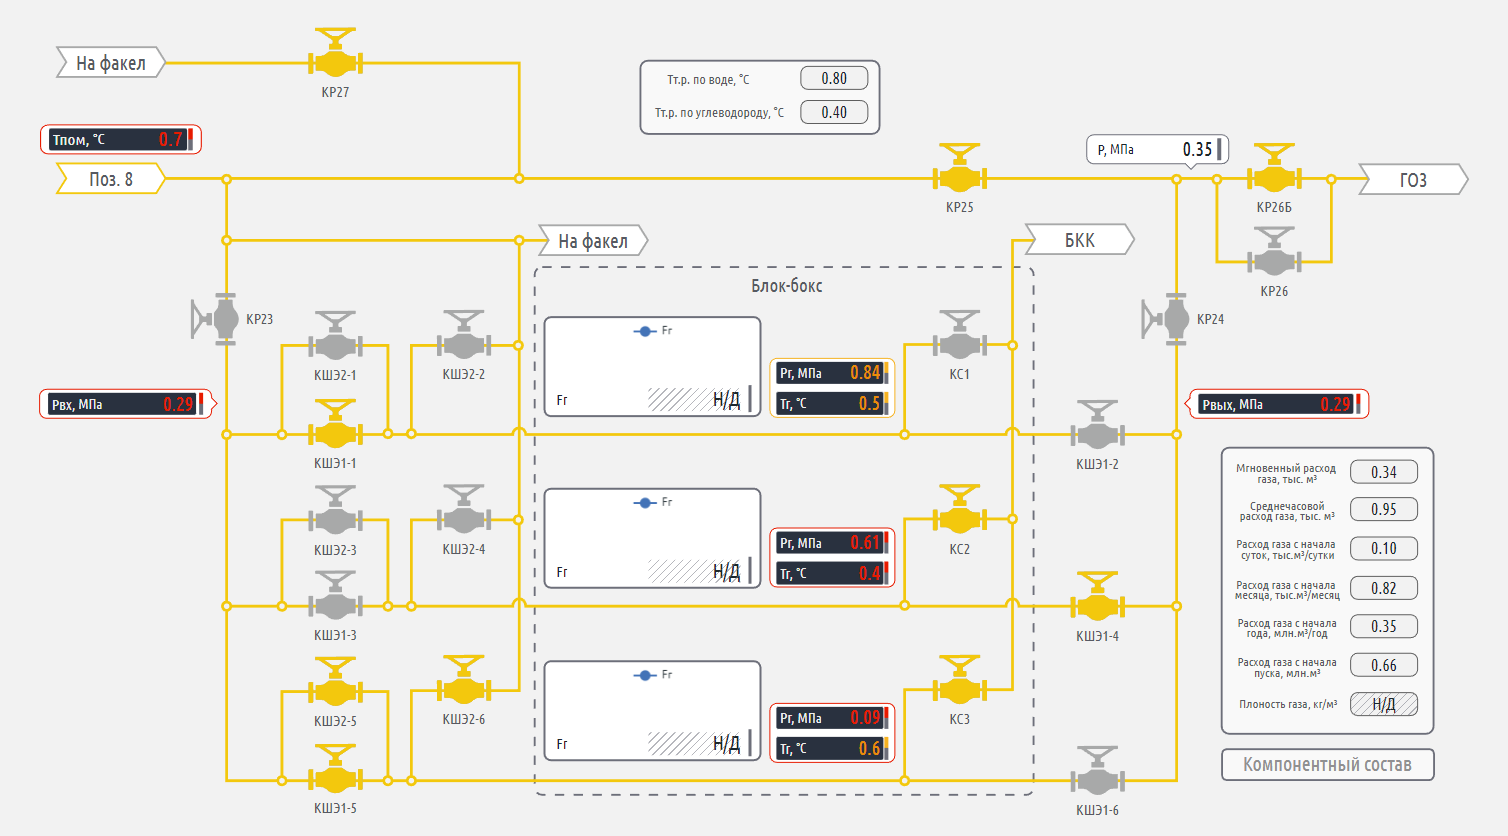 На факел
КР27
Тт.р. по воде, °С 0.80
Тт.р. по углеводороду, °С 0.40
Тпом, °С 0.7
Поз. 8
КР25
P, МПа 0.35
КР26Б
ГОЗ
КР26
На факел
БКК
Блок-бокс
КР23
КР24
КШЭ2-1
КШЭ2-2
Fr
Fr Н/Д
Pr, МПа 0.84
Tr, °С 0.5
КС1
Рвх, МПа 0.29
Рвых, МПа 0.29
КШЭ1-1
КШЭ1-2
КШЭ2-3
КШЭ2-4
Fr
Fr Н/Д
Pr, МПа 0.61
Tr, °С 0.4
КС2
КШЭ1-3
КШЭ1-4
КШЭ2-5
КШЭ2-6
Fr
Fr Н/Д
Pr, МПа 0.09
Tr, °С 0.6
КС3
КШЭ1-5
КШЭ1-6
Мгновенный расход
газа, тыс. м³ 0.34
Среднечасовой
расход газа, тыс. м³ 0.95
Расход газа с начала
суток, тыс.м³/сутки 0.10
Расход газа с начала
месяца, тыс.м³/месяц 0.82
Расход газа с начала
года, млн.м³/год 0.35
Расход газа с начала
пуска, млн.м³ 0.66
Плоность газа, кг/м³ Н/Д
Компонентный состав